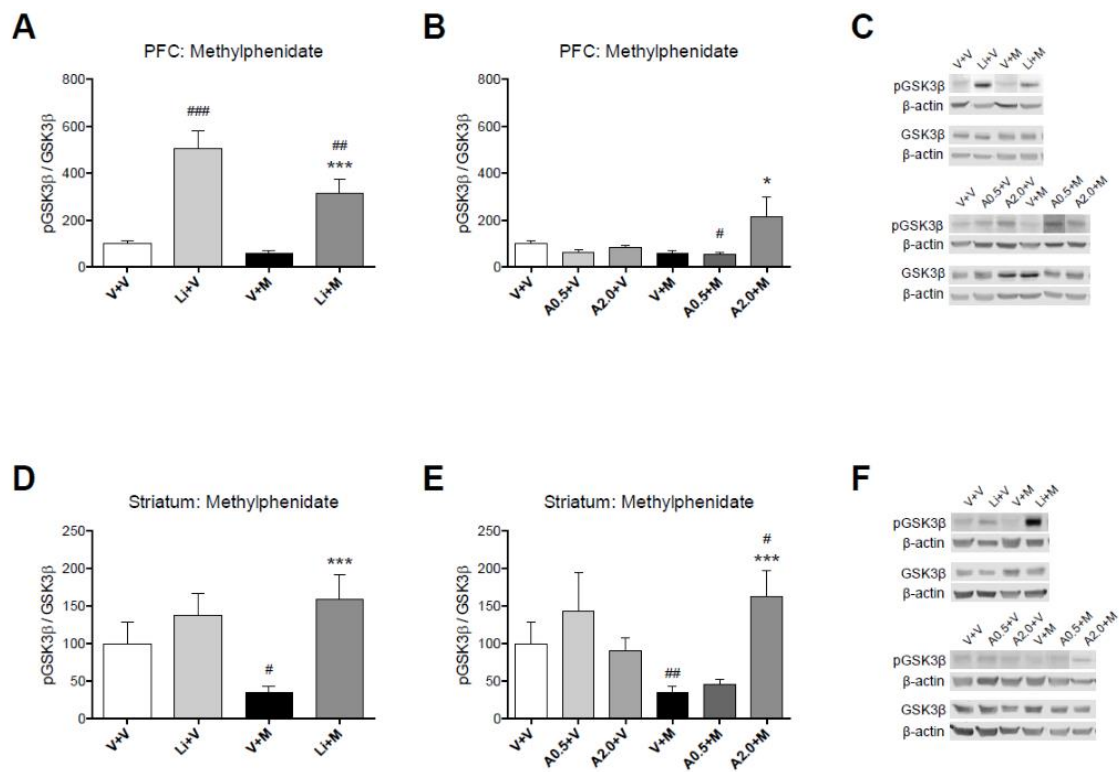 A
PFC: Methylphenidate
pGSK3β / GSK3β
800
600
400
200
0
###
##
***
V+V
Li+V
V+M
Li+M
B
PFC: Methylphenidate
pGSK3β / GSK3β
800
600
400
200
0
#
*
V+V
A0.5+V
A2.0+V
V+M
A0.5+M
A2.0+M
C
V+V
Li+V
V+M
Li+M
pGSK3β
β-actin
GSK3β
β-actin
V+V
A0.5+V
A2.0+V
V+M
A0.5+M
A2.0+M
pGSK3β
β-actin
GSK3β
β-actin
D
Striatum: Methylphenidate
pGSK3β / GSK3β
250
200
150
100
50
0
#
***
V+V
Li+V
V+M
Li+M
E
Striatum: Methylphenidate
pGSK3β / GSK3β
250
200
150
100
50
0
##
#
***
V+V
A0.5+V
A2.0+V
V+M
A0.5+M
A2.0+M
F
V+V
Li+V
V+M
Li+M
pGSK3β
β-actin
GSK3β
β-actin
V+V
A0.5+V
A2.0+V
V+M
A0.5+M
A2.0+M
pGSK3β
β-actin
GSK3β
β-actin